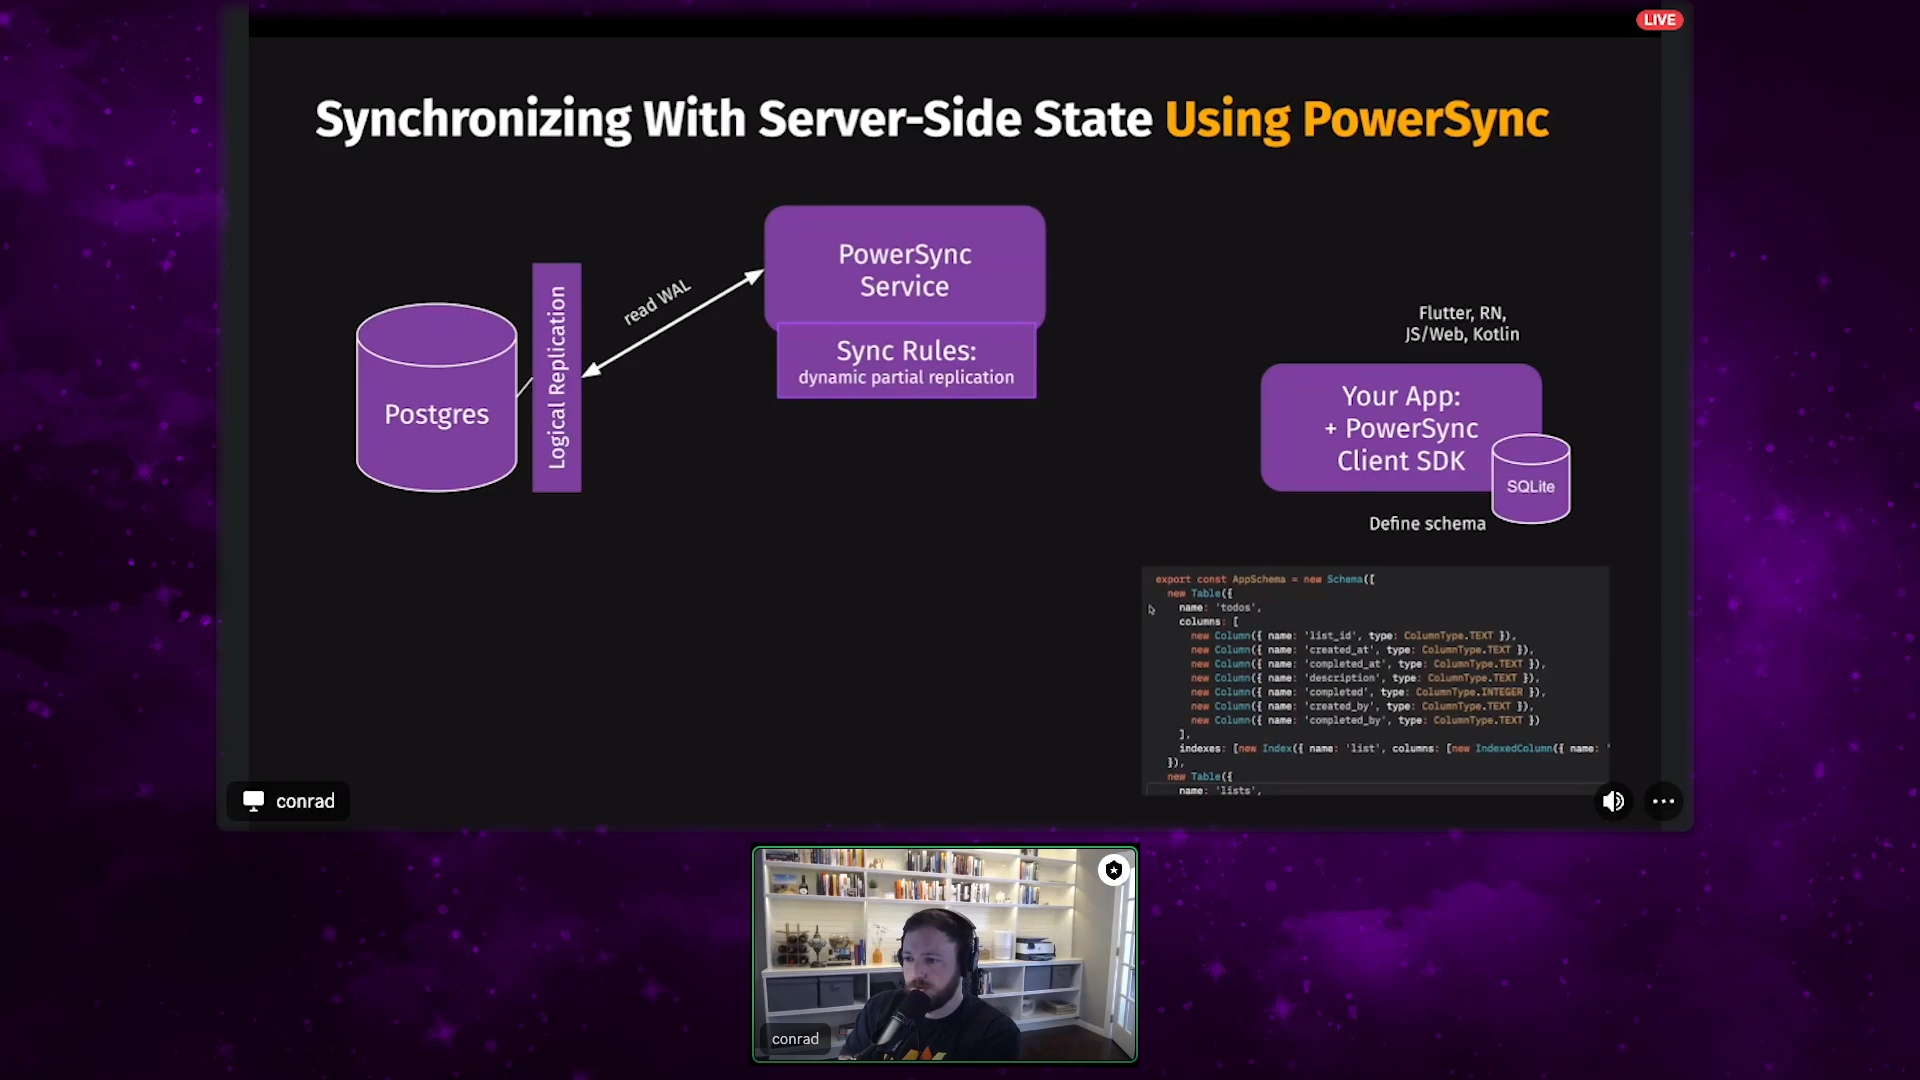 LIVE
Synchronizing With Server-Side State Using PowerSync
PowerSync
Service
Sync Rules:
dynamic partial replication
read WAL
Logical Replication
Postgres
Flutter, RN,
JS/Web, Kotlin
Your App:
+ PowerSync
Client SDK
SQLite
Define schema
export const AppSchema = new Schema([
new Table({
name: 'todos',
columns: [
new Column({ name: 'list_id', type: ColumnType.TEXT }),
new Column({ name: 'created_at', type: ColumnType.TEXT }),
new Column({ name: 'completed_at', type: ColumnType.TEXT }),
new Column({ name: 'description', type: ColumnType.TEXT }),
new Column({ name: 'completed', type: ColumnType.INTEGER }),
new Column({ name: 'created_by', type: ColumnType.TEXT }),
new Column({ name: 'completed_by', type: ColumnType.TEXT })
],
indexes: [new Index({ name: 'list', columns: [new IndexedColumn({ name: '
}),
new Table({
name: 'lists',
conrad
conrad